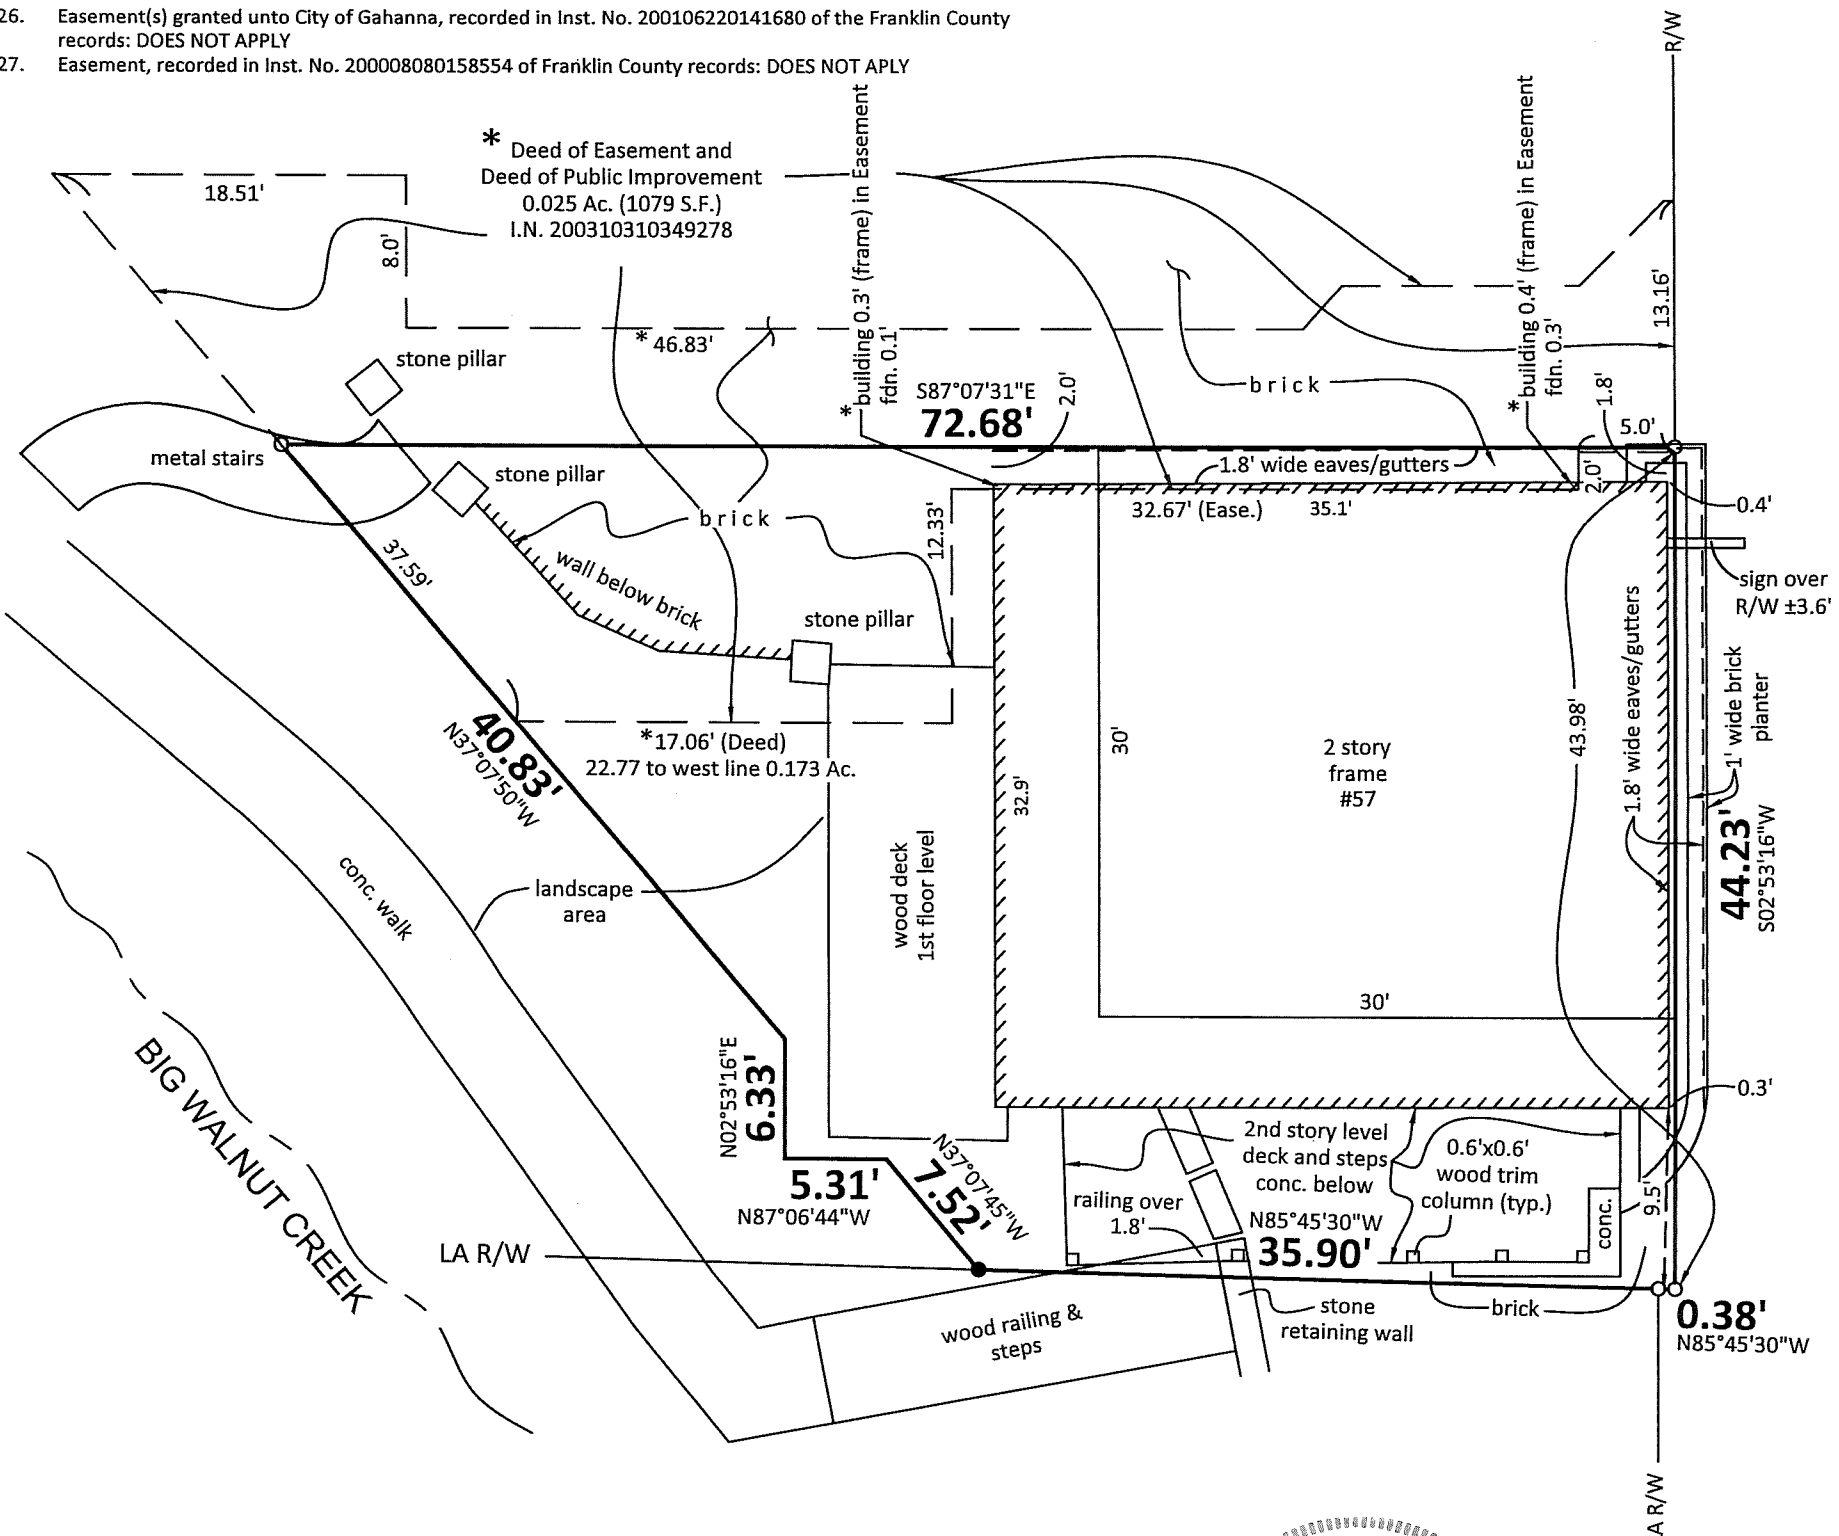 26. Easement(s) granted unto City of Gahanna, recorded in Inst. No. 200106220141680 of the Franklin County
records: DOES NOT APPLY
27. Easement, recorded in Inst. No. 200008080158554 of Franklin County records: DOES NOT APLY
R/W
* Deed of Easement and
Deed of Public Improvement
0.025 Ac. (1079 S.F.)
I.N. 200310310349278
18.51'
8.0'
* building 0.3' (frame) in Easement
fdn. 0.1'
* building 0.4' (frame) in Easement
fdn. 0.3'
13.16'
* 46.83'
stone pillar
brick
S87°07'31"E
72.68'
2.0'
1.8'
5.0'
metal stairs
stone pillar
1.8' wide eaves/gutters
2.0'
32.67' (Ease.)
35.1'
0.4'
brick
12.33'
37.59'
wall below brick
stone pillar
sign over
R/W ±3.6'
1.8' wide eaves/gutters
1' wide brick
planter
43.98'
44.23'
S02°53'16"W
40.83'
N37°07'50"W
*17.06' (Deed)
22.77 to west line 0.173 Ac.
30'
2 story
frame
#57
32.9'
conc. walk
landscape
area
wood deck
1st floor level
30'
BIG WALNUT CREEK
N02°53'16"E
6.33'
0.3'
5.31'
N87°06'44"W
N37°07'45"W
7.52'
2nd story level
deck and steps
conc. below
0.6'x0.6'
wood trim
column (typ.)
railing over
1.8'
conc.
9.5'
N85°45'30"W
35.90'
LA R/W
wood railing &
steps
stone
retaining wall
brick
0.38'
N85°45'30"W
A R/W